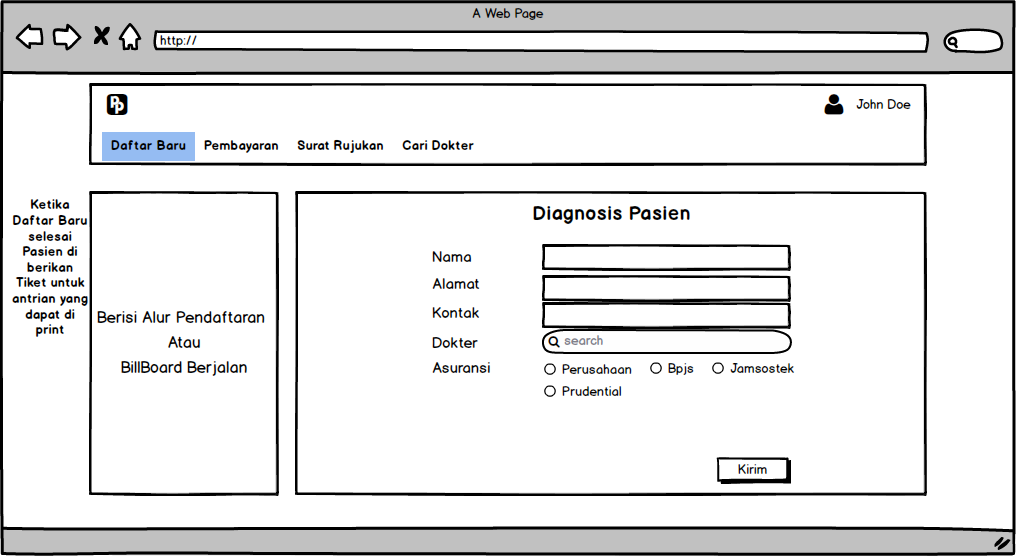 A Web Page
http://
Pp
John Doe
Daftar Baru Pembayaran Surat Rujukan Cari Dokter
Ketika
Daftar Baru
selesai
Pasien di
berikan
Tiket untuk
antrian yang
dapat di
print
Berisi Alur Pendaftaran
Atau
BillBoard Berjalan
Diagnosis Pasien
Nama
Alamat
Kontak
Dokter search
Asuransi Perusahaan Bpjs Jamsostek
Prudential
Kirim